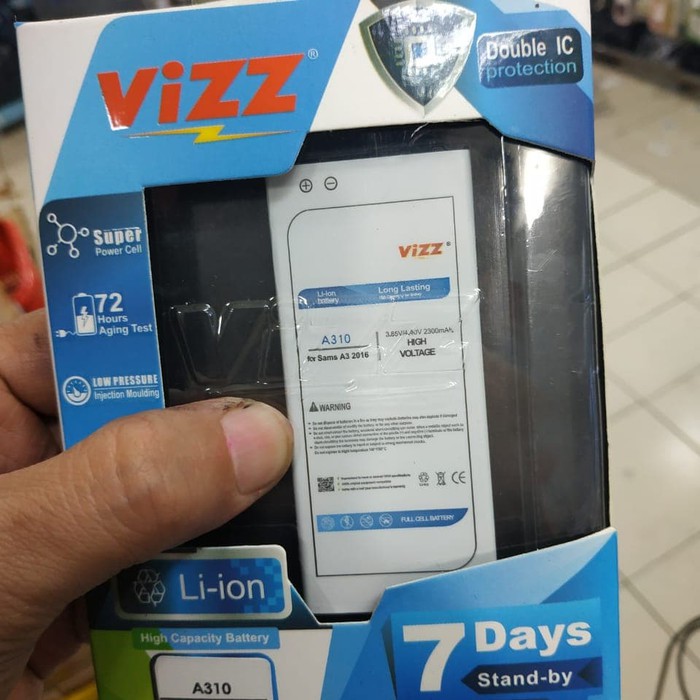 ViZZ®
Double IC
protection
Super
Power Cell
72
Hours
Aging Test
LOW PRESSURE
Injection Moulding
+ -
ViZZ®
Li-ion
battery
Long Lasting
A310
for Sams A3 2016
3.85V/4.40V 2300mAh
HIGH
VOLTAGE
WARNING
CE
FULL CELL BATTERY
Li-ion
High Capacity Battery
A310
7 Days
Stand-by